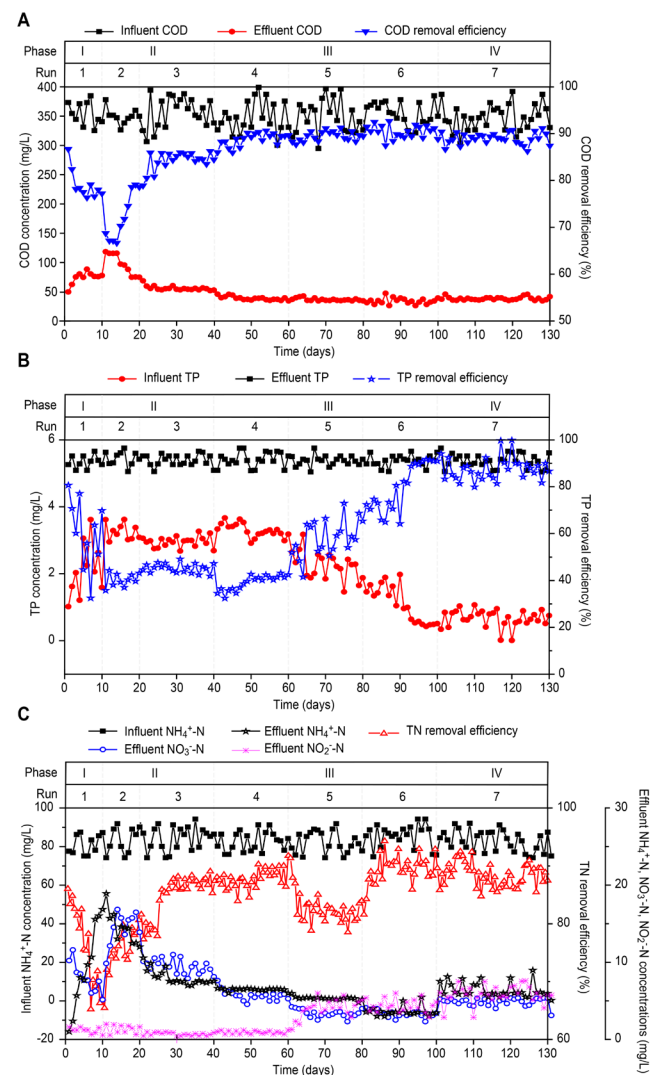 A
Influent COD Effluent COD COD removal efficiency
Phase I II III IV
Run 1 2 3 4 5 6 7
COD concentration (mg/L)
400
350
300
250
200
150
100
50
0
COD removal efficiency (%)
100
90
80
70
60
50
0 10 20 30 40 50 60 70 80 90 100 110 120 130
Time (days)
B
Influent TP Effluent TP TP removal efficiency
Phase I II III IV
Run 1 2 3 4 5 6 7
TP concentration (mg/L)
6
4
2
0
TP removal efficiency (%)
100
80
60
40
20
0
0 10 20 30 40 50 60 70 80 90 100 110 120 130
Time (days)
C
Influent NH₄⁺-N Effluent NH₄⁺-N TN removal efficiency
Effluent NO₃⁻-N Effluent NO₂⁻-N
Phase I II III IV
Run 1 2 3 4 5 6 7
Influent NH₄⁺-N concentration (mg/L)
100
80
60
40
20
0
-20
TN removal efficiency (%)
100
80
60
Effluent NH₄⁺-N, NO₃⁻-N, NO₂⁻-N concentrations (mg/L)
30
20
10
0
0 10 20 30 40 50 60 70 80 90 100 110 120 130
Time (days)